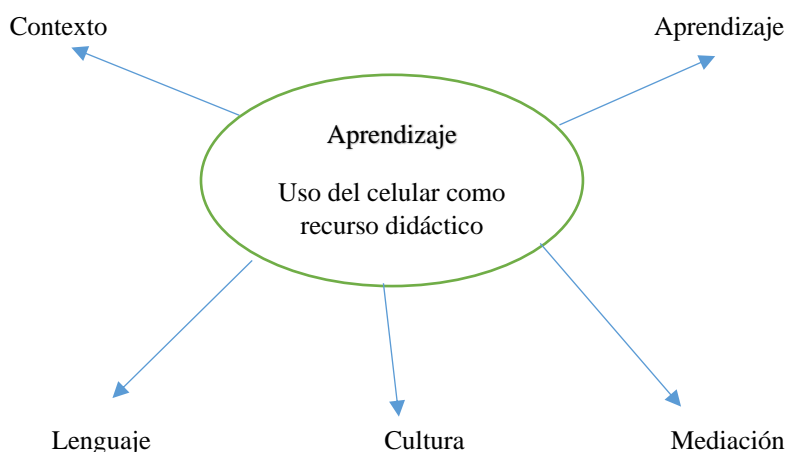 Contexto
Aprendizaje
Aprendizaje
Uso del celular como
recurso didáctico
Lenguaje
Cultura
Mediación